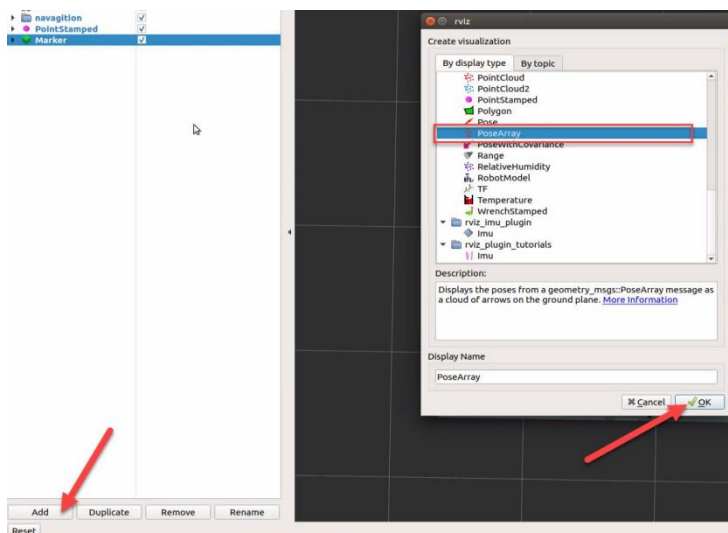 navagition
PointStamped
Marker
Add
Duplicate
Remove
Rename
Reset
rviz
Create visualization
By display type
By topic
PointCloud
PointCloud2
PointStamped
Polygon
Pose
PoseArray
PoseWithCovariance
Range
RelativeHumidity
RobotModel
TF
Temperature
WrenchStamped
rviz_imu_plugin
Imu
rviz_plugin_tutorials
Imu
Description:
Displays the poses from a geometry_msgs::PoseArray message as
a cloud of arrows on the ground plane. More Information
Display Name
PoseArray
Cancel
OK